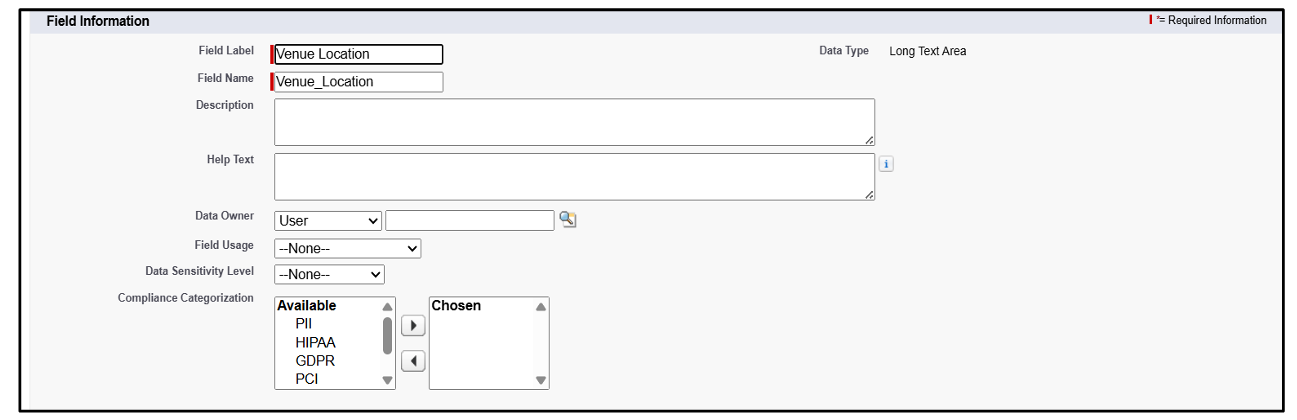 Field Information
*= Required Information
Field Label Venue Location Data Type Long Text Area
Field Name Venue_Location
Description
Help Text
i
Data Owner User
Field Usage --None--
Data Sensitivity Level --None--
Compliance Categorization
Available Chosen
PII
HIPAA
GDPR
PCI